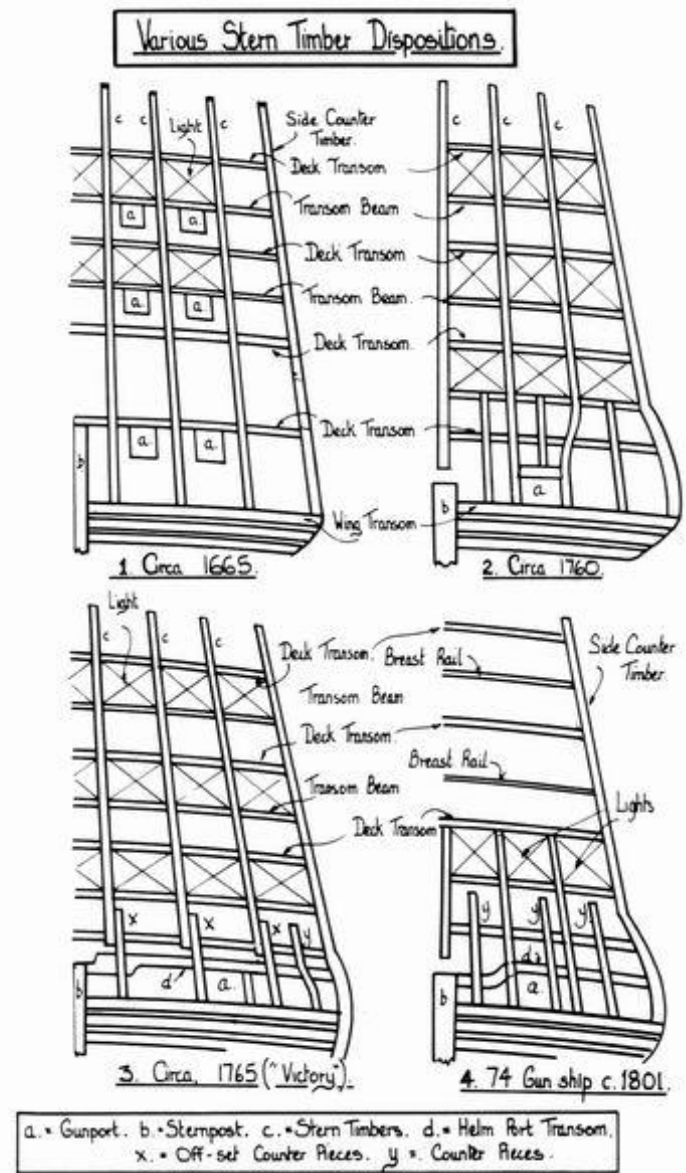 Various Stern Timber Dispositions.
c c c
Light
Side Counter
Timber.
Deck Transom
Transom Beam
a a.
Deck Transom
Transom Beam.
a a
Deck Transom.
Deck Transom
a. a.
b
Wing Transom
1. Circa 1665.
c c c
a
b
2. Circa 1760.
Light
c c c
Deck Transom.
Transom Beam
Deck Transom.
Transom Beam
Deck Transom
x x x y
d a.
b
3. Circa, 1765 ("Victory").
Breast Rail
Side Counter
Timber.
Breast Rail
Lights
y y y
d
a.
b
4. 74 Gun ship c. 1801.
a. = Gunport. b. = Sternpost. c. = Stern Timbers. d. = Helm Port Transom.
x. = Off-set Counter Pieces. y = Counter Pieces.